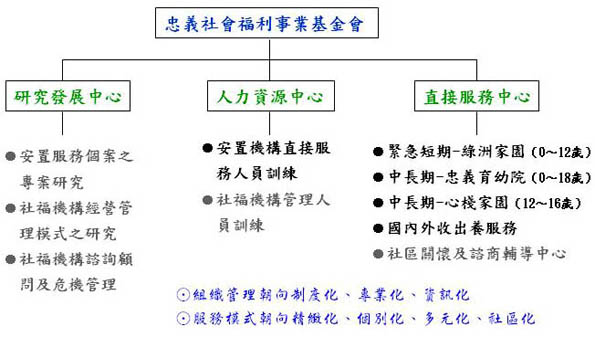 忠義社會福利事業基金會
研究發展中心
安置服務個案之
專案研究
社福機構經營管
理模式之研究
社福機構諮詢顧
問及危機管理
人力資源中心
安置機構直接服
務人員訓練
社福機構管理人
員訓練
直接服務中心
緊急短期-綠洲家園(0～12歲)
中長期-忠義育幼院(0～18歲)
中長期-心棧家園(12～16歲)
國內外收出養服務
社區關懷及諮商輔導中心
⊙組織管理朝向制度化、專業化、資訊化
⊙服務模式朝向精緻化、個別化、多元化、社區化